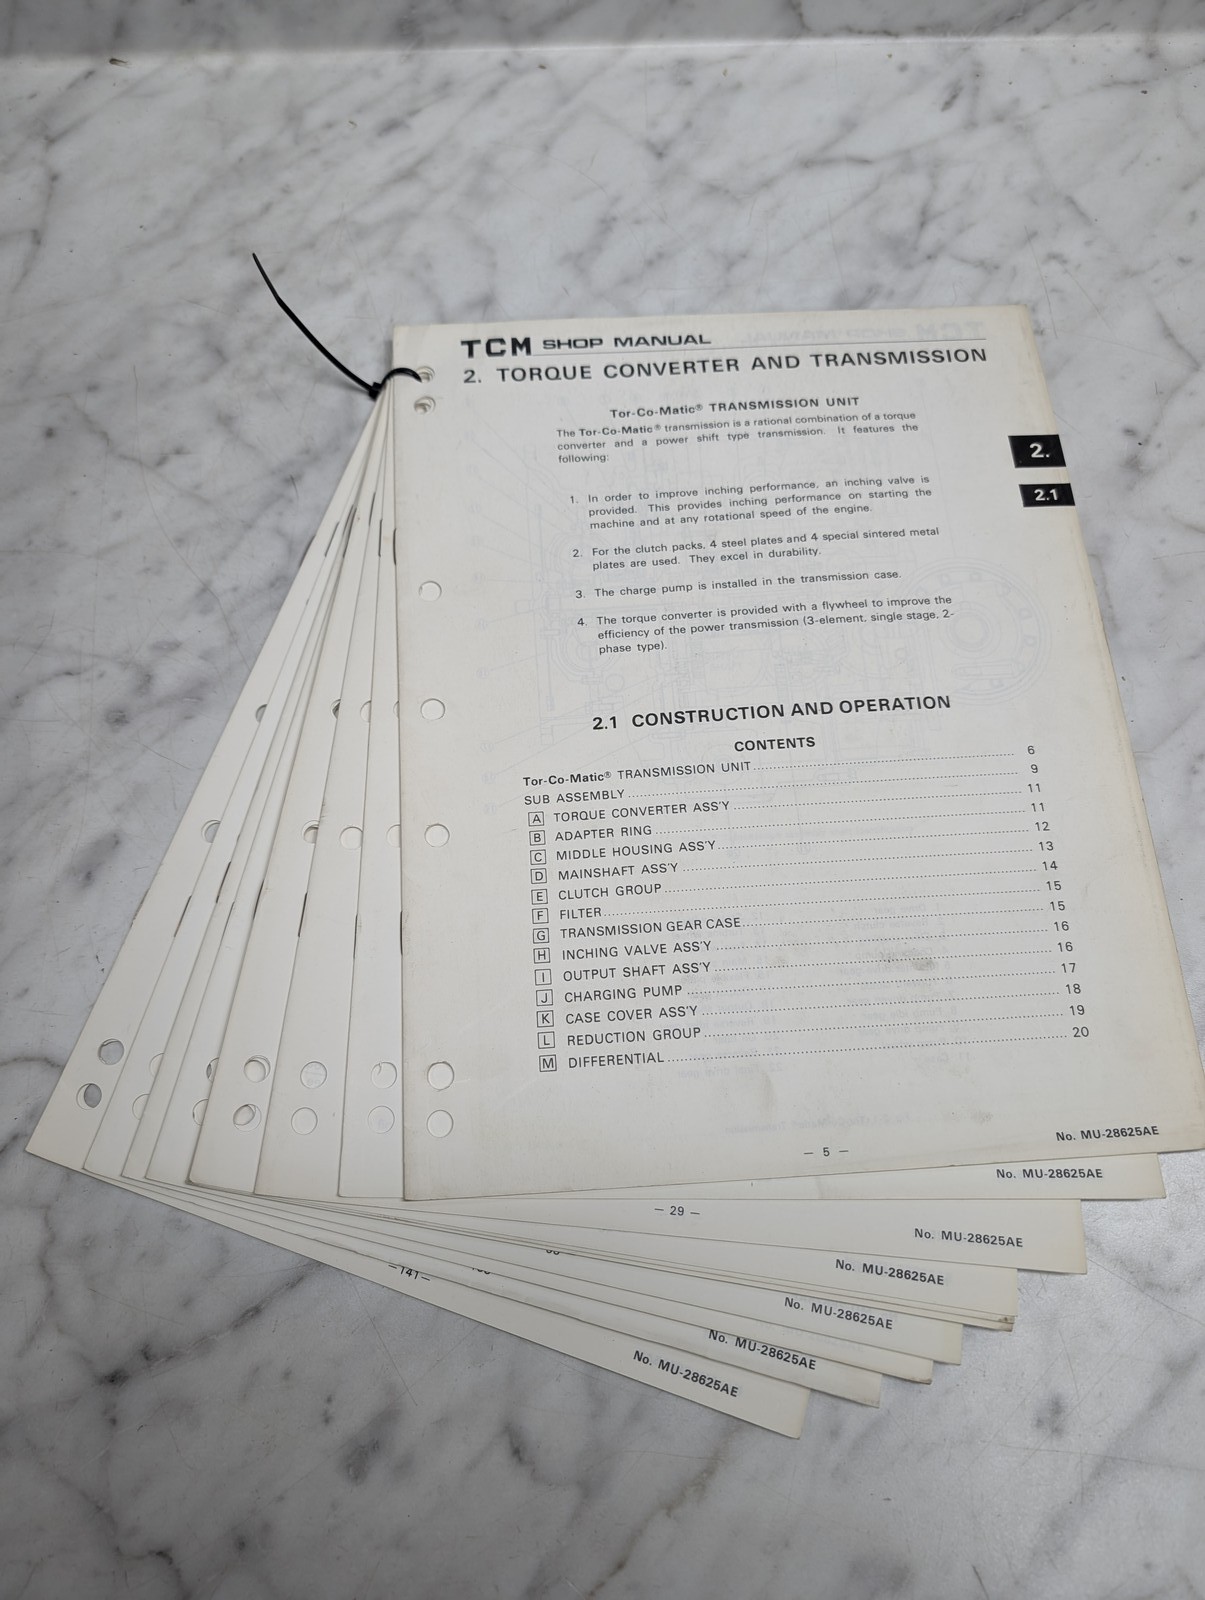 TCM SHOP MANUAL
2. TORQUE CONVERTER AND TRANSMISSION
Tor-Co-Matic® TRANSMISSION UNIT
The Tor-Co-Matic® transmission is a rational combination of a torque
converter and a power shift type transmission. It features the
following:
2.
2.1
1. In order to improve inching performance, an inching valve is
provided. This provides inching performance on starting the
machine and at any rotational speed of the engine.
2. For the clutch packs, 4 steel plates and 4 special sintered metal
plates are used. They excel in durability.
3. The charge pump is installed in the transmission case.
4. The torque converter is provided with a flywheel to improve the
efficiency of the power transmission (3-element, single stage, 2-
phase type).
2.1 CONSTRUCTION AND OPERATION
CONTENTS
Tor-Co-Matic® TRANSMISSION UNIT 6
SUB ASSEMBLY 9
A TORQUE CONVERTER ASS'Y 11
B ADAPTER RING 11
C MIDDLE HOUSING ASS'Y 12
D MAINSHAFT ASS'Y 13
E CLUTCH GROUP 14
F FILTER 15
G TRANSMISSION GEAR CASE 15
H INCHING VALVE ASS'Y 16
I OUTPUT SHAFT ASS'Y 16
J CHARGING PUMP 17
K CASE COVER ASS'Y 18
L REDUCTION GROUP 19
M DIFFERENTIAL 20
— 5 —
No. MU-28625AE
No. MU-28625AE
— 29 —
No. MU-28625AE
No. MU-28625AE
No. MU-28625AE
— 141 —
No. MU-28625AE
No. MU-28625AE